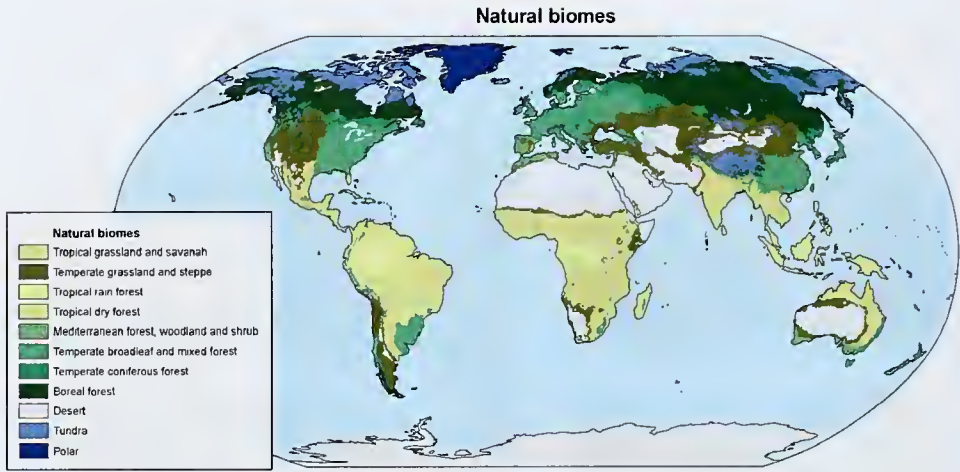 Natural biomes
Natural biomes
Tropical grassland and savanah
Temperate grassland and steppe
Tropical rain forest
Tropical dry forest
Mediterranean forest, woodland and shrub
Temperate broadleaf and mixed forest
Temperate coniferous forest
Boreal forest
Desert
Tundra
Polar